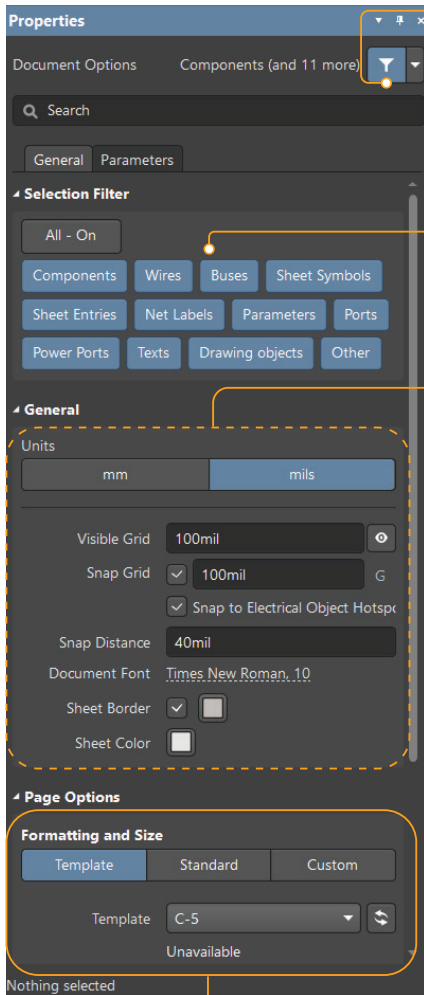 Properties
Document Options Components (and 11 more)
Search
General Parameters
Selection Filter
All - On
Components Wires Buses Sheet Symbols
Sheet Entries Net Labels Parameters Ports
Power Ports Texts Drawing objects Other
General
Units
mm mils
Visible Grid 100mil
Snap Grid 100mil G
Snap to Electrical Object Hotspo
Snap Distance 40mil
Document Font Times New Roman, 10
Sheet Border
Sheet Color
Page Options
Formatting and Size
Template Standard Custom
Template C-5
Unavailable
Nothing selected